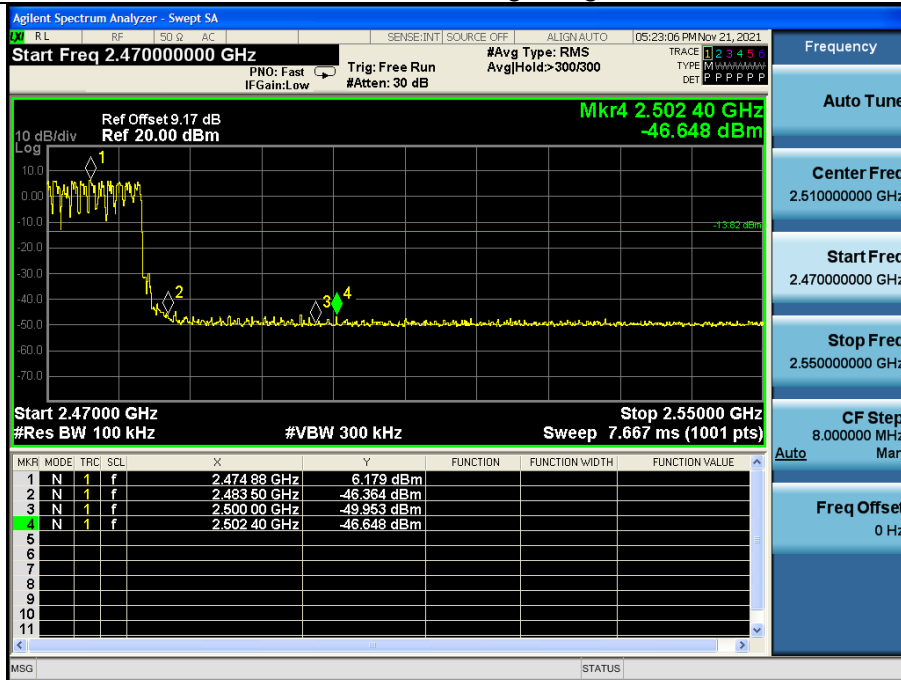 Agilent Spectrum Analyzer - Swept SA
LXI RL RF 50 Ω AC SENSE:INT SOURCE OFF ALIGN AUTO 05:23:06 PM Nov 21, 2021
Start Freq 2.470000000 GHz
PNO: Fast
IFGain:Low
Trig: Free Run
#Atten: 30 dB
#Avg Type: RMS
Avg|Hold:>300/300
TRACE 1 2 3 4 5 6
TYPE M W W W W W
DET P P P P P P
Mkr4 2.502 40 GHz
-46.648 dBm
Ref Offset 9.17 dB
10 dB/div Ref 20.00 dBm
Log
10.0
0.00
-10.0
-20.0
-30.0
-40.0
-50.0
-60.0
-70.0
1
2
3
4
-13.82 dBm
Start 2.47000 GHz Stop 2.55000 GHz
#Res BW 100 kHz #VBW 300 kHz Sweep 7.667 ms (1001 pts)
MKR MODE TRC SCL X Y FUNCTION FUNCTION WIDTH FUNCTION VALUE
1 N 1 f 2.474 88 GHz 6.179 dBm
2 N 1 f 2.483 50 GHz -46.364 dBm
3 N 1 f 2.500 00 GHz -49.953 dBm
4 N 1 f 2.502 40 GHz -46.648 dBm
5
6
7
8
9
10
11
MSG STATUS
Frequency
Auto Tune
Center Freq
2.510000000 GHz
Start Freq
2.470000000 GHz
Stop Freq
2.550000000 GHz
CF Step
8.000000 MHz
Auto Man
Freq Offset
0 Hz